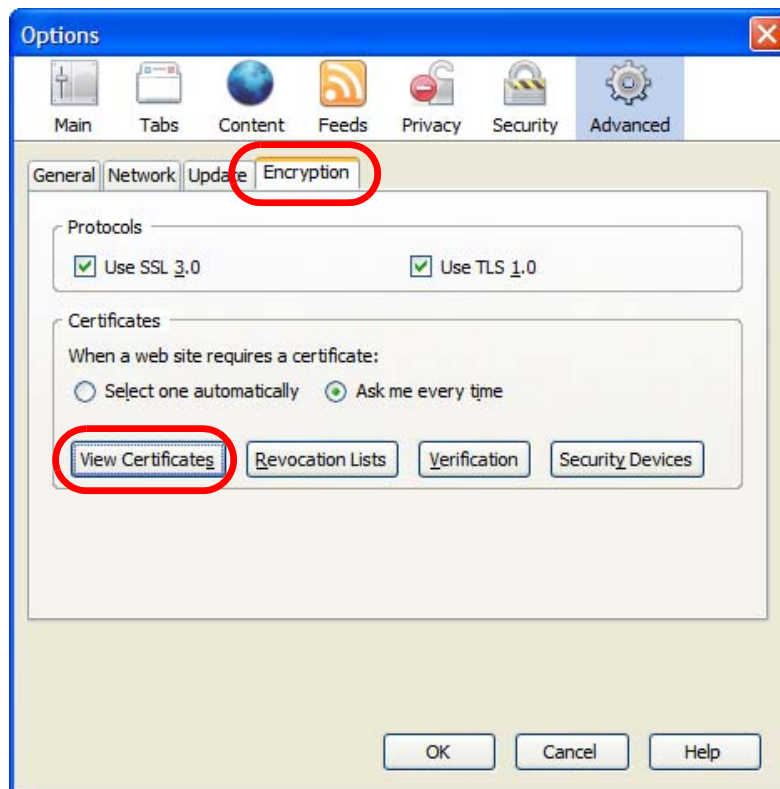 Options
Main Tabs Content Feeds Privacy Security Advanced
General Network Update Encryption
Protocols
Use SSL 3.0 Use TLS 1.0
Certificates
When a web site requires a certificate:
Select one automatically Ask me every time
View Certificates Revocation Lists Verification Security Devices
OK Cancel Help